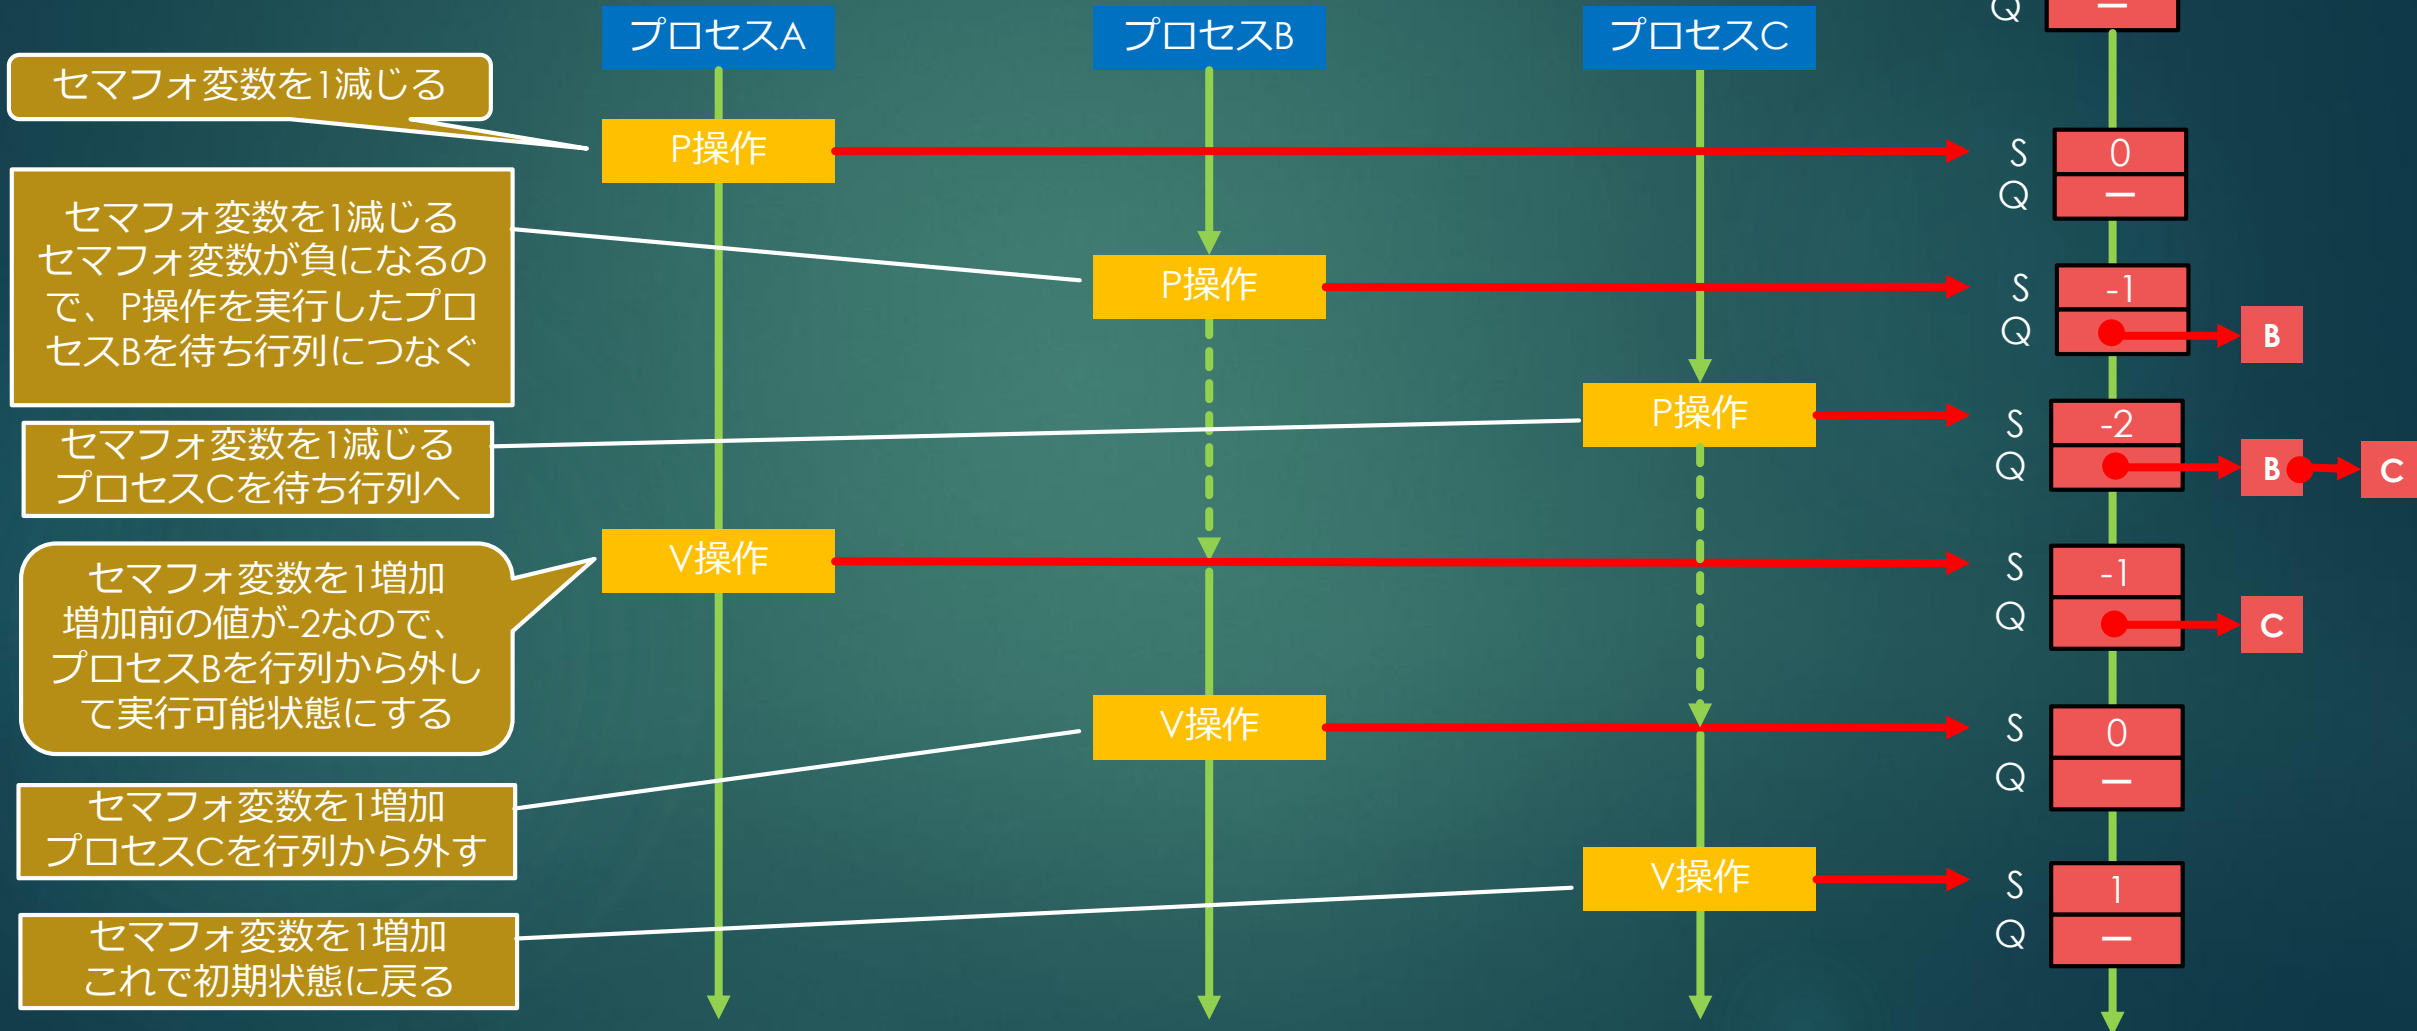 プロセスA
プロセスB
プロセスC
Q
ー
セマフォ変数を1減じる
P操作
S
0
Q
ー
セマフォ変数を1減じる
セマフォ変数が負になるの
で、P操作を実行したプロ
セスBを待ち行列につなぐ
P操作
S
-1
Q
B
セマフォ変数を1減じる
プロセスCを待ち行列へ
P操作
S
-2
Q
B
C
セマフォ変数を1増加
増加前の値が-2なので、
プロセスBを行列から外し
て実行可能状態にする
V操作
S
-1
Q
C
セマフォ変数を1増加
プロセスCを行列から外す
V操作
S
0
Q
ー
セマフォ変数を1増加
これで初期状態に戻る
V操作
S
1
Q
ー